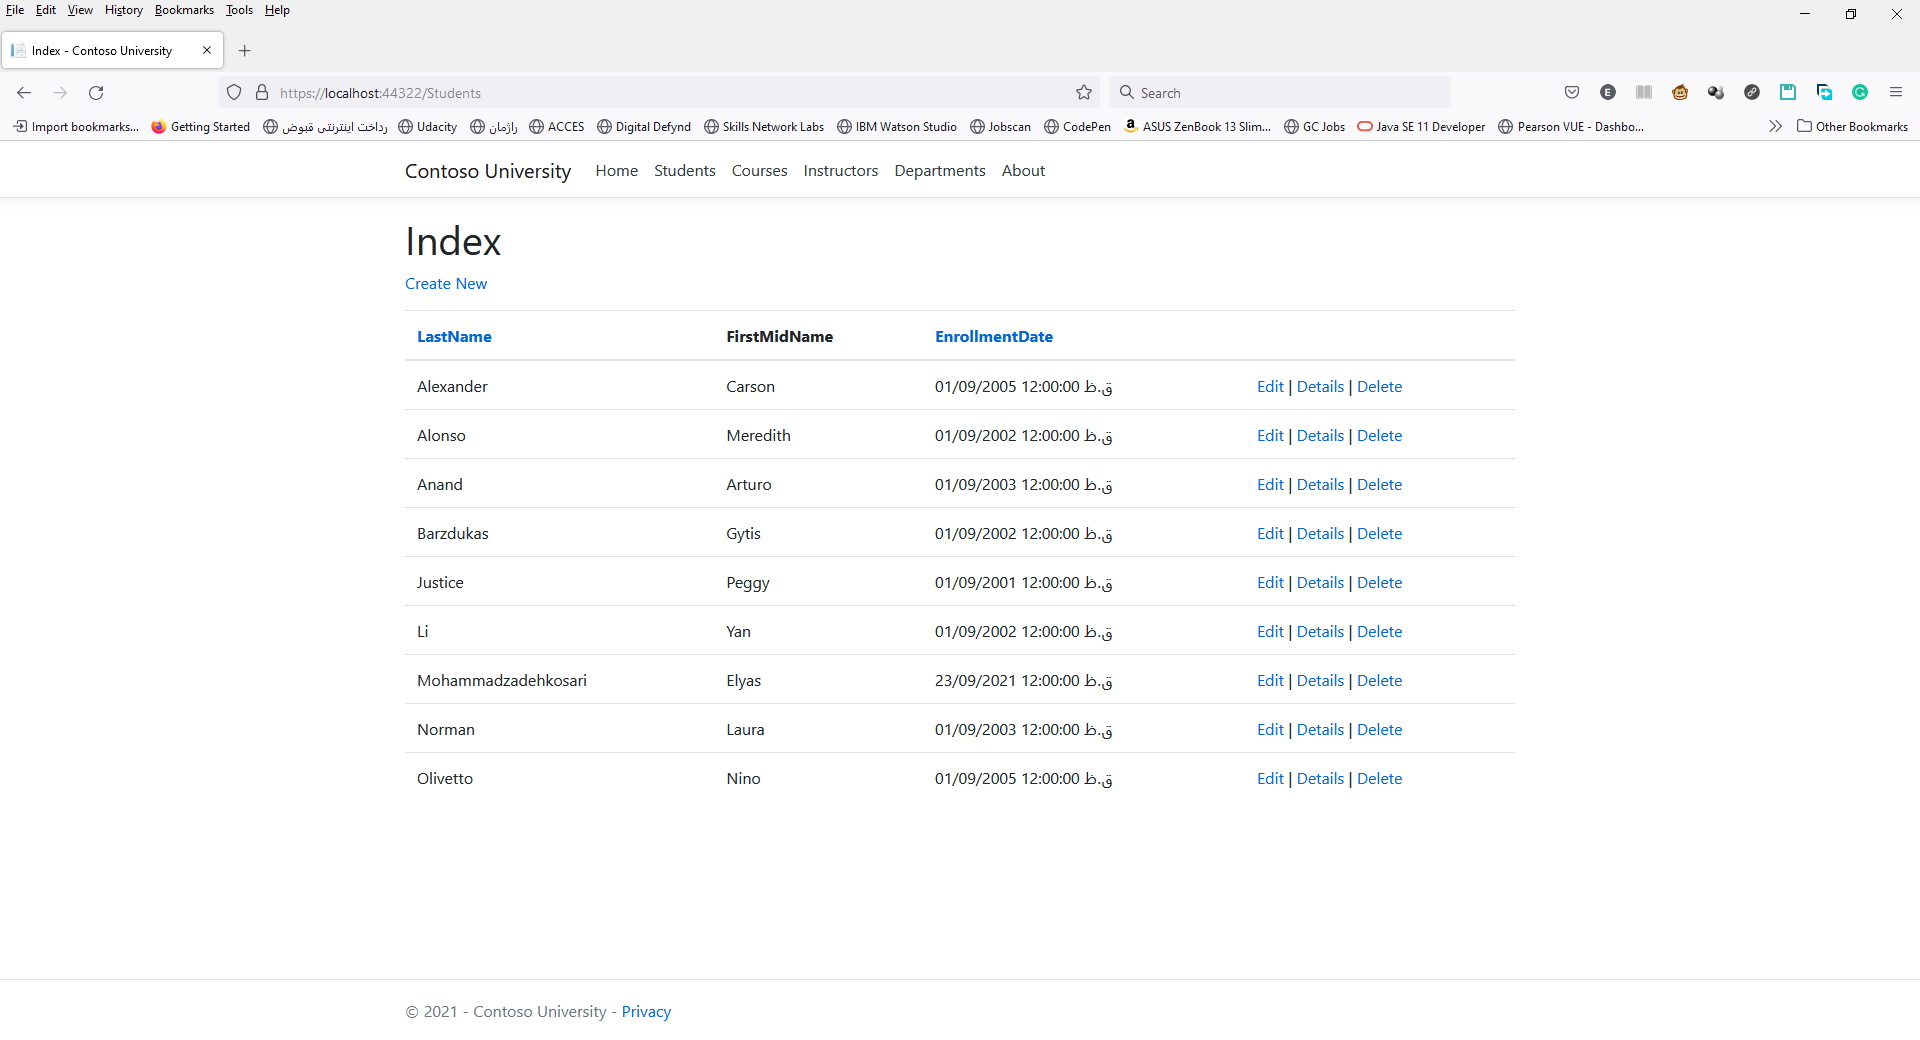 File Edit View History Bookmarks Tools Help
Index - Contoso University
https://localhost:44322/Students
Search
E
Import bookmarks... Getting Started رداخت اینترنتی قبوض Udacity راژمان ACCES Digital Defynd Skills Network Labs IBM Watson Studio Jobscan CodePen ASUS ZenBook 13 Slim... GC Jobs Java SE 11 Developer Pearson VUE - Dashbo... Other Bookmarks
Contoso University Home Students Courses Instructors Departments About
Index
Create New
LastName FirstMidName EnrollmentDate
Alexander Carson 01/09/2005 12:00:00 ق.ظ Edit | Details | Delete
Alonso Meredith 01/09/2002 12:00:00 ق.ظ Edit | Details | Delete
Anand Arturo 01/09/2003 12:00:00 ق.ظ Edit | Details | Delete
Barzdukas Gytis 01/09/2002 12:00:00 ق.ظ Edit | Details | Delete
Justice Peggy 01/09/2001 12:00:00 ق.ظ Edit | Details | Delete
Li Yan 01/09/2002 12:00:00 ق.ظ Edit | Details | Delete
Mohammadzadehkosari Elyas 23/09/2021 12:00:00 ق.ظ Edit | Details | Delete
Norman Laura 01/09/2003 12:00:00 ق.ظ Edit | Details | Delete
Olivetto Nino 01/09/2005 12:00:00 ق.ظ Edit | Details | Delete
© 2021 - Contoso University - Privacy